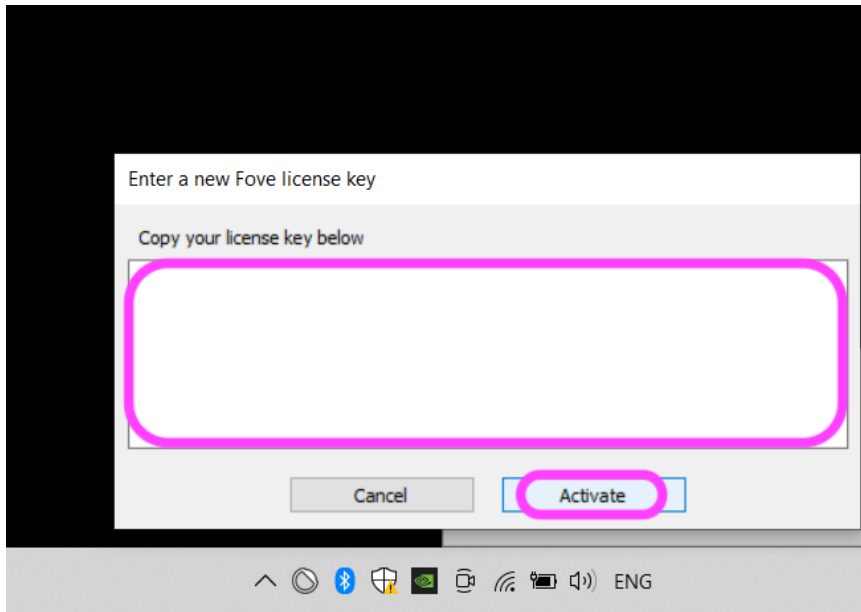 Enter a new Fove license key
Copy your license key below
Cancel
Activate
ENG